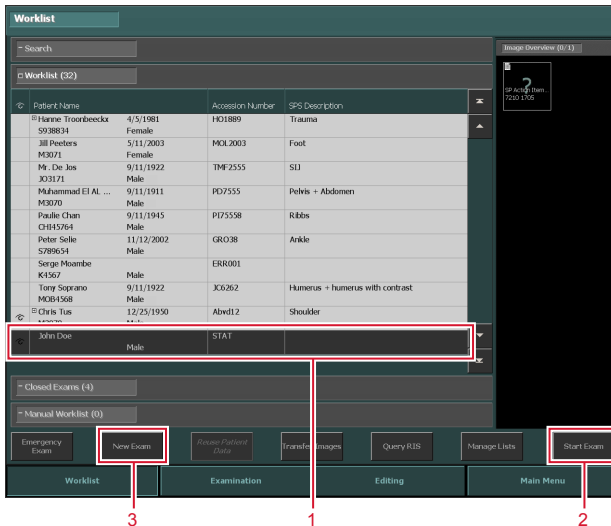 Worklist
Search
Image Overview (0/1)
Worklist (32)
SP Action Item...
7210 1705
?
Patient Name Accession Number SPS Description
Hanne Troonbeeckx 4/5/1981 HO1889 Trauma
S938834 Female
Jill Peeters 5/11/2003 MOL2003 Foot
M3071 Female
Mr. De Jos 9/11/1922 TMF2555 SIJ
JO3171 Male
Muhammad El AL ... 9/11/1911 PD7555 Pelvis + Abdomen
M3070 Male
Paulie Chan 9/11/1945 PI75558 Ribbs
CHI45764 Male
Peter Selie 11/12/2002 GRO38 Ankle
S789654 Male
Serge Moambe ERR001
K4567 Male
Tony Soprano 9/11/1922 JC6262 Humerus + humerus with contrast
MOB4568 Male
Chris Tus 12/25/1950 Abvd12 Shoulder
John Doe STAT
Male
Closed Exams (4)
Manual Worklist (0)
Emergency Exam New Exam Reuse Patient Data Transfer Images Query RIS Manage Lists Start Exam
Worklist Examination Editing Main Menu
3 1 2